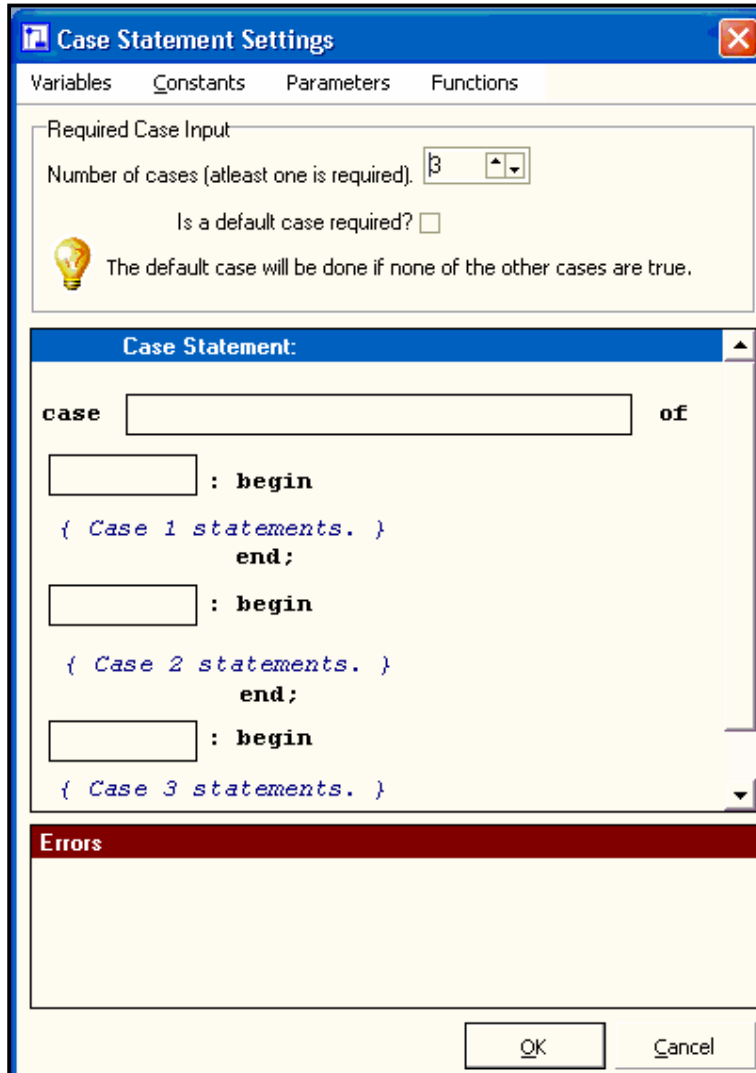 Case Statement Settings
Variables Constants Parameters Functions
Required Case Input
Number of cases (atleast one is required). 3
Is a default case required?
The default case will be done if none of the other cases are true.
Case Statement:
case of
: begin
{ Case 1 statements. }
end;
: begin
{ Case 2 statements. }
end;
: begin
{ Case 3 statements. }
Errors
OK Cancel